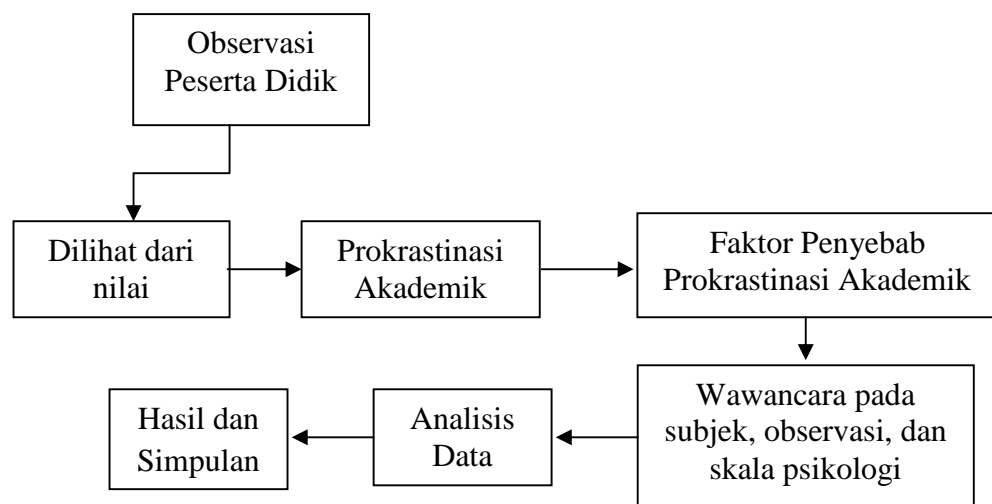 Observasi
Peserta Didik
Dilihat dari
nilai
Prokrastinasi
Akademik
Faktor Penyebab
Prokrastinasi Akademik
Wawancara pada
subjek, observasi, dan
skala psikologi
Analisis
Data
Hasil dan
Simpulan